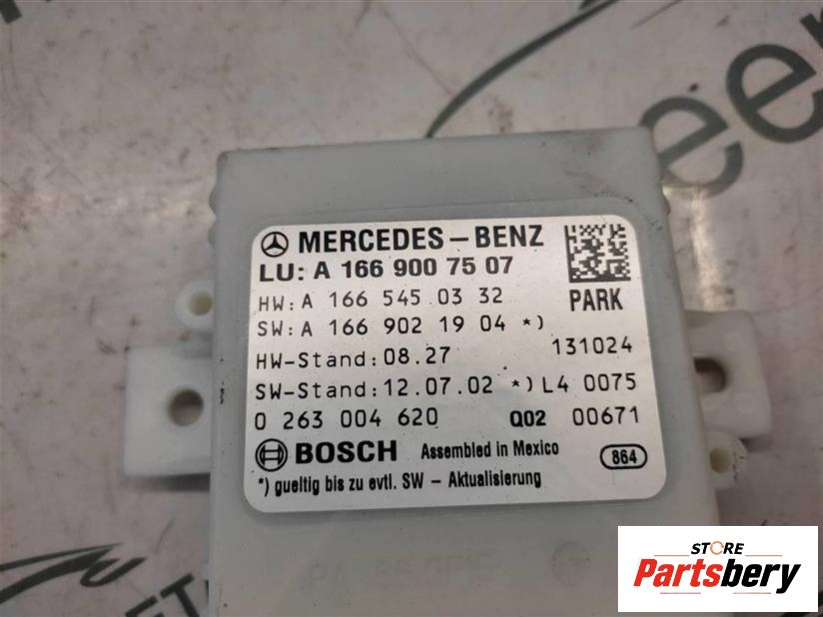 MERCEDES-BENZ
LU: A 166 900 75 07
HW: A 166 545 03 32
PARK
SW: A 166 902 19 04 *)
131024
HW-Stand: 08.27
SW-Stand: 12.07.02 *) L4 0075
0 263 004 620 Q02 00671
BOSCH Assembled in Mexico
864
*) gueltig bis zu evtl. SW - Aktualisierung
STORE
Partsbery